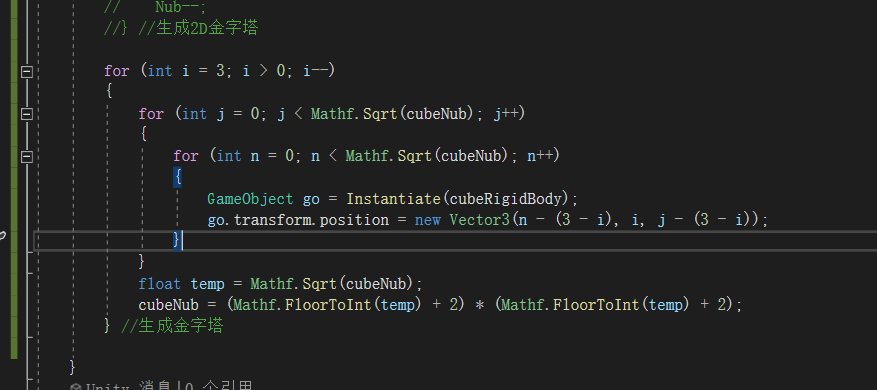 //    Nub--;
//} //生成2D金字塔
for (int i = 3; i > 0; i--)
{
for (int j = 0; j < Mathf.Sqrt(cubeNub); j++)
{
for (int n = 0; n < Mathf.Sqrt(cubeNub); n++)
{
GameObject go = Instantiate(cubeRigidBody);
go.transform.position = new Vector3(n - (3 - i), i, j - (3 - i));
}
}
float temp = Mathf.Sqrt(cubeNub);
cubeNub = (Mathf.FloorToInt(temp) + 2) * (Mathf.FloorToInt(temp) + 2);
} //生成金字塔
}
Unity 消息|0 个引用